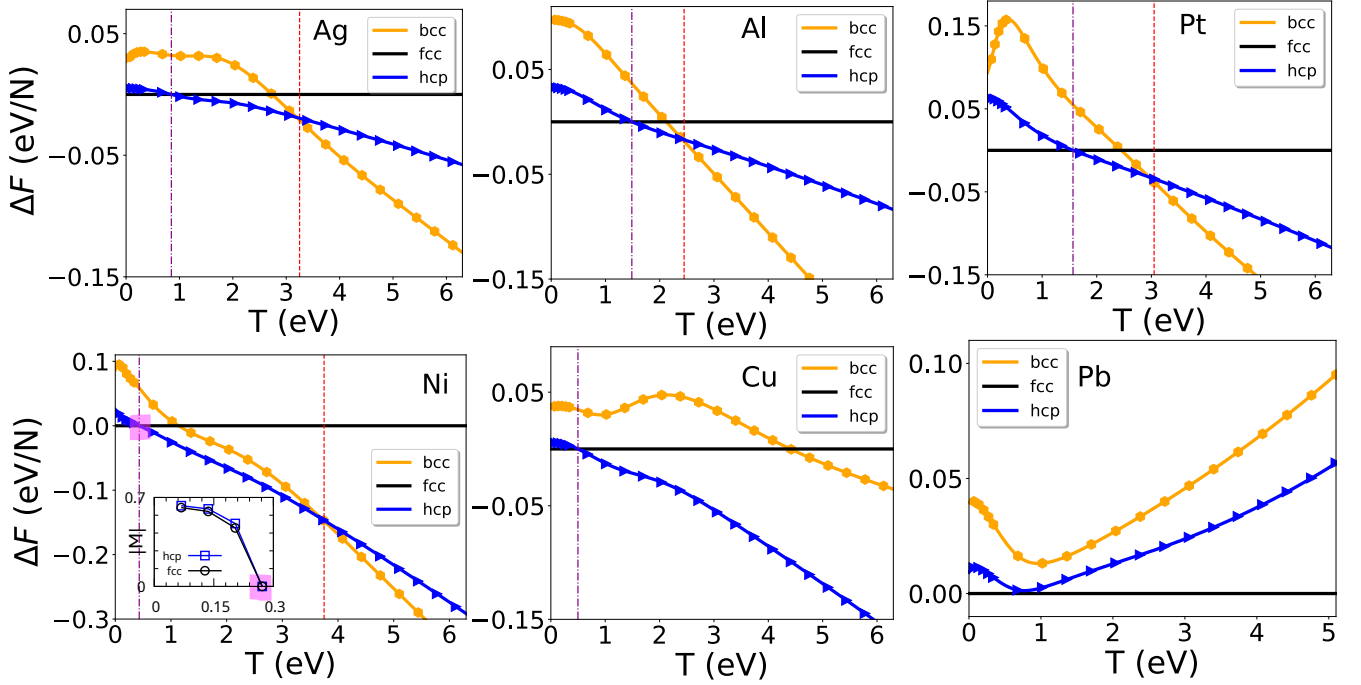 Ag
bcc
fcc
hcp
0.05
−0.05
−0.15
ΔF (eV/N)
0 1 2 3 4 5 6
T (eV)
Al
bcc
fcc
hcp
0.05
−0.05
−0.15
0 1 2 3 4 5 6
T (eV)
Pt
bcc
fcc
hcp
0.15
0.05
−0.05
−0.15
0 1 2 3 4 5 6
T (eV)
Ni
bcc
fcc
hcp
0.1
0.0
−0.1
−0.2
−0.3
ΔF (eV/N)
0 1 2 3 4 5 6
T (eV)
0.7
0
|M|
hcp
fcc
0 0.15 0.3
Cu
bcc
fcc
hcp
0.05
−0.05
−0.15
0 1 2 3 4 5 6
T (eV)
Pb
bcc
fcc
hcp
0.10
0.05
0.00
0 1 2 3 4 5
T (eV)